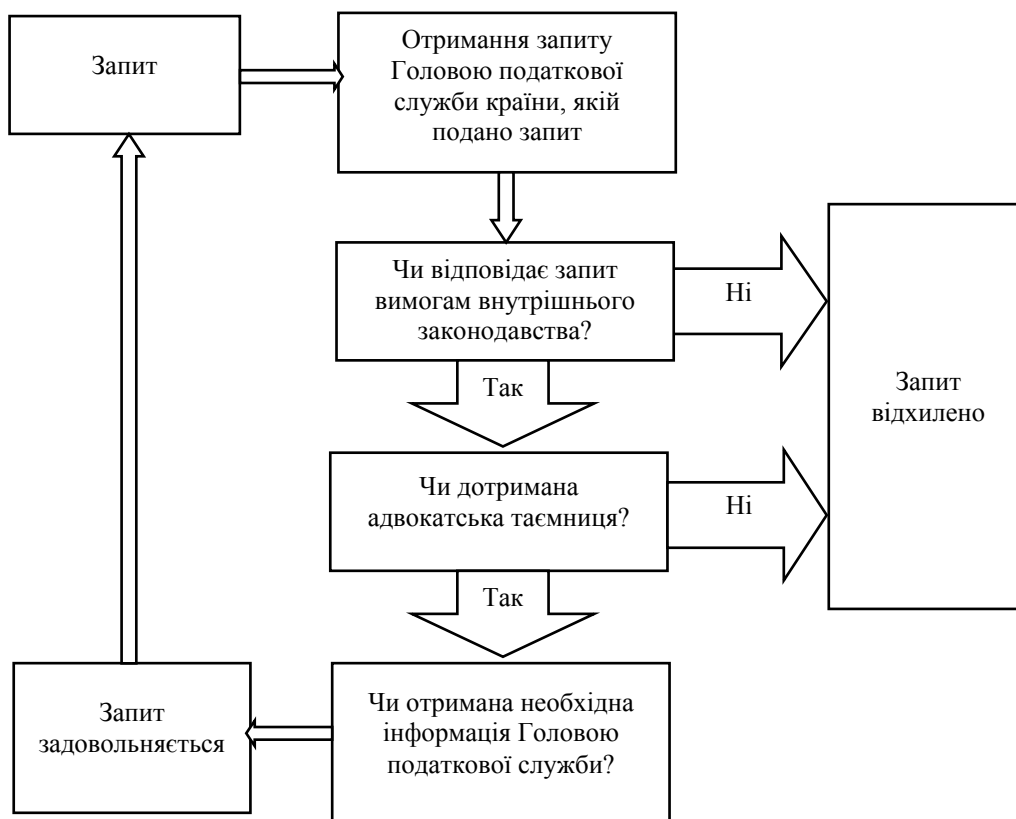 Запит
Отримання запиту
Головою податкової
служби країни, якій
подано запит
Чи відповідає запит
вимогам внутрішнього
законодавства?
Ні
Так
Запит
відхилено
Чи дотримана
адвокатська таємниця?
Ні
Так
Чи отримана необхідна
інформація Головою
податкової служби?
Запит
задовольняється